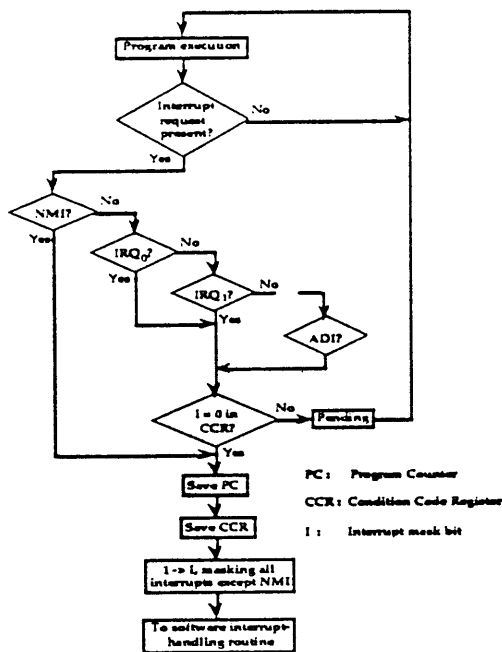 Program execution
Interrupt
request
present?
No
Yes
NMI?
No
Yes
IRQ0?
No
Yes
IRQ1?
No
Yes
ADI?
I = 0 in
CCR?
No
Pending
Yes
Save PC
Save CCR
1 -> I, masking all
interrupts except NMI
To software interrupt-
handling routine
PC : Program Counter
CCR : Condition Code Register
I : Interrupt mask bit